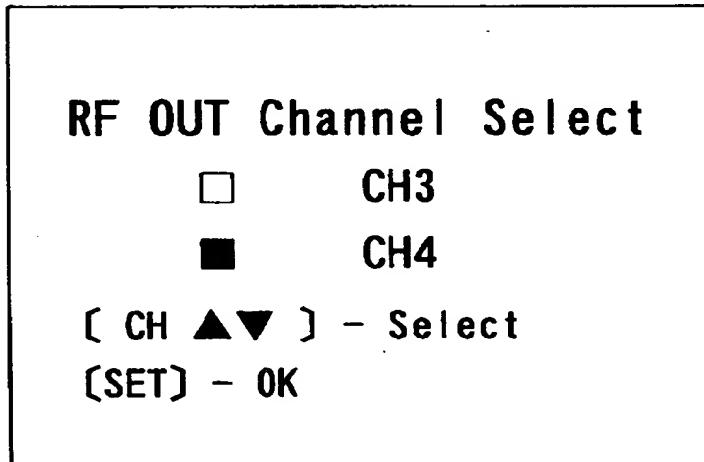 RF OUT Channel Select
□ CH3
■ CH4
[ CH ▲▼ ] - Select
[SET] - OK